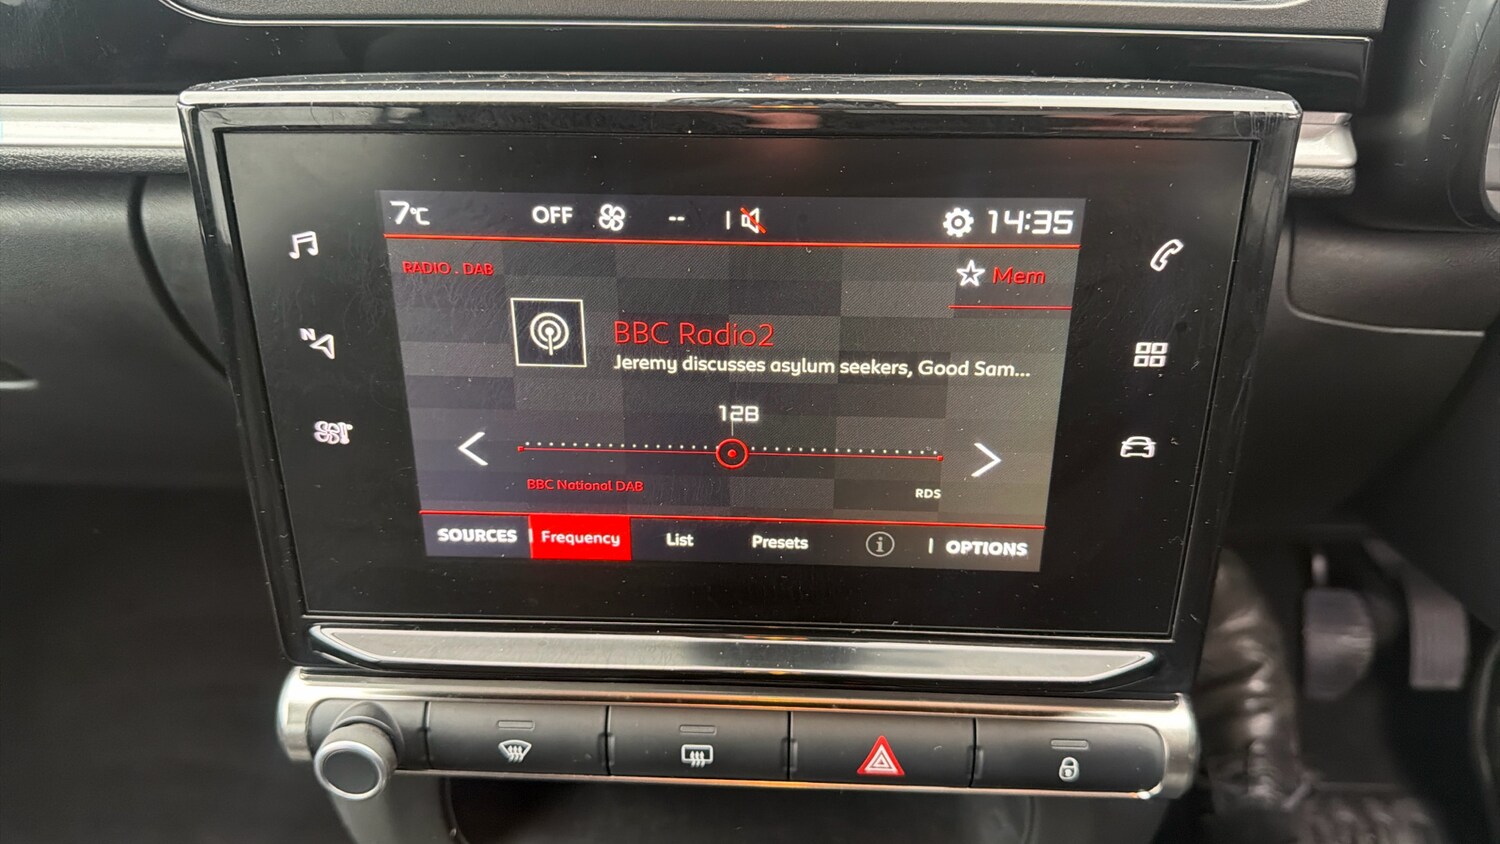 7°C OFF -- 14:35
RADIO . DAB
Mem
BBC Radio2
Jeremy discusses asylum seekers, Good Sam...
12B
BBC National DAB
RDS
SOURCES Frequency List Presets i OPTIONS
N